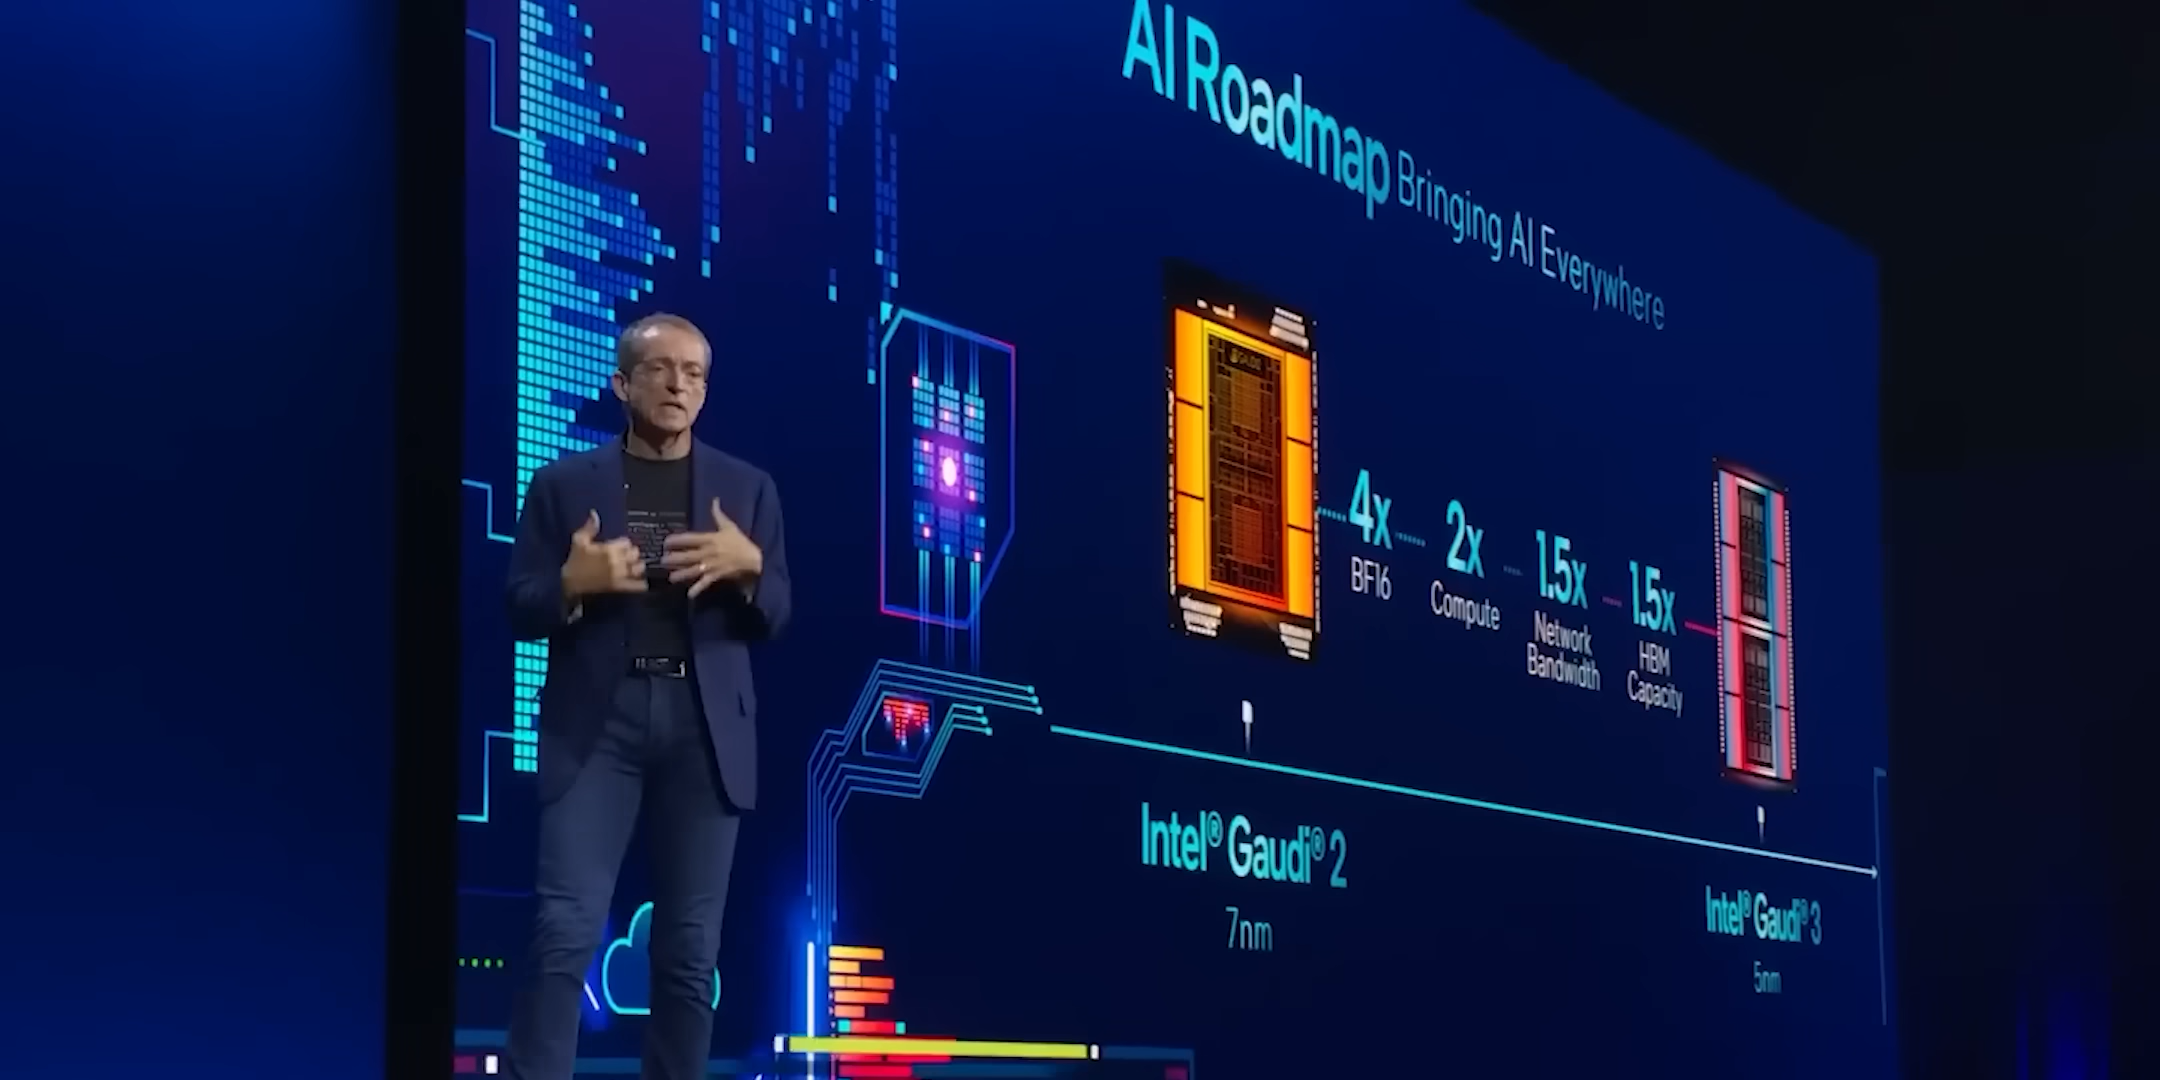 AI Roadmap Bringing AI Everywhere
4x
BF16
2x
Compute
1.5x
Network
Bandwidth
1.5x
HBM
Capacity
Intel® Gaudi® 2
7nm
Intel® Gaudi® 3
5nm